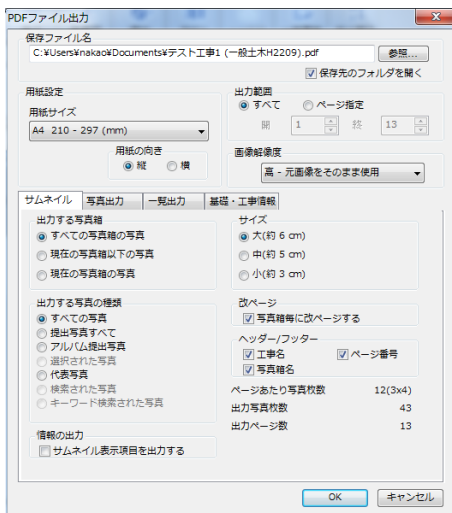 PDFファイル出力
保存ファイル名
C:¥Users¥nakao¥Documents¥テスト工事1 (一般土木H2209).pdf
参照...
保存先のフォルダを開く
用紙設定
用紙サイズ
A4 210 - 297 (mm)
用紙の向き
縦 横
出力範囲
すべて ページ指定
開 1 終 13
画像解像度
高 - 元画像をそのまま使用
サムネイル 写真出力 一覧出力 基礎・工事情報
出力する写真箱
すべての写真箱の写真
現在の写真箱以下の写真
現在の写真箱の写真
出力する写真の種類
すべての写真
提出写真すべて
アルバム提出写真
選択された写真
代表写真
検索された写真
キーワード検索された写真
情報の出力
サムネイル表示項目を出力する
サイズ
大(約 6 cm)
中(約 5 cm)
小(約 3 cm)
改ページ
写真箱毎に改ページする
ヘッダー/フッター
工事名 ページ番号
写真箱名
ページあたり写真枚数 12(3x4)
出力写真枚数 43
出力ページ数 13
OK キャンセル